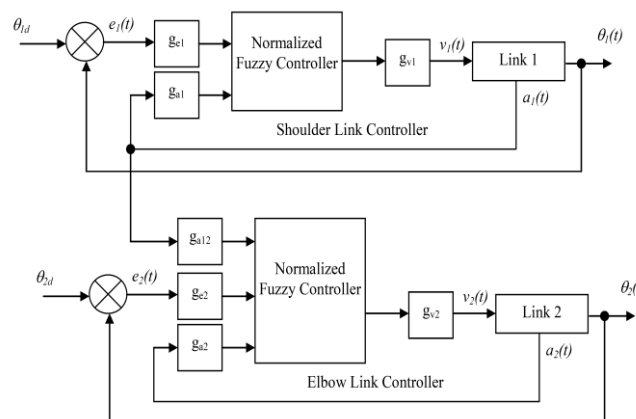 θ1d
e1(t)
ge1
Normalized
Fuzzy Controller
gv1
v1(t)
Link 1
θ1(t)
ga1
a1(t)
Shoulder Link Controller
ga12
θ2d
e2(t)
ge2
Normalized
Fuzzy Controller
gv2
v2(t)
Link 2
θ2(
ga2
a2(t)
Elbow Link Controller